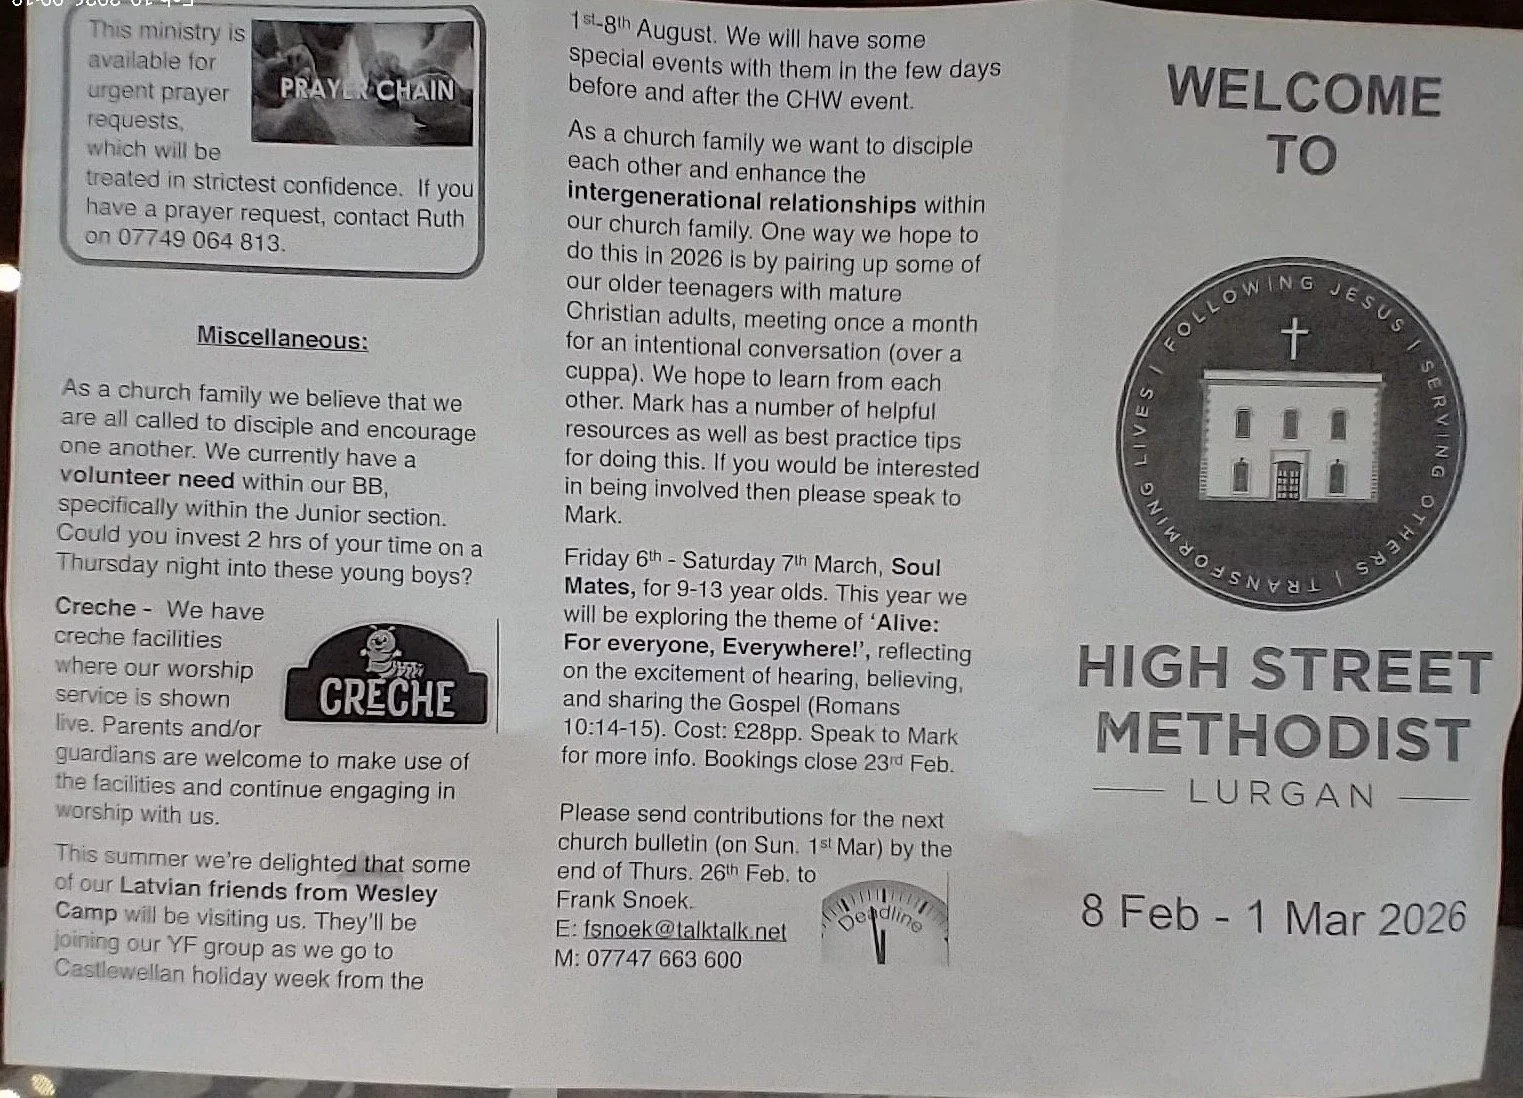 This ministry is
available for
urgent prayer
requests,
which will be
treated in strictest confidence. If you
have a prayer request, contact Ruth
on 07749 064 813.
PRAYER CHAIN
Miscellaneous:
As a church family we believe that we
are all called to disciple and encourage
one another. We currently have a
volunteer need within our BB,
specifically within the Junior section.
Could you invest 2 hrs of your time on a
Thursday night into these young boys?
Creche - We have
creche facilities
where our worship
service is shown
live. Parents and/or
guardians are welcome to make use of
the facilities and continue engaging in
worship with us.
CRECHE
This summer we're delighted that some
of our Latvian friends from Wesley
Camp will be visiting us. They'll be
joining our YF group as we go to
Castlewellan holiday week from the
1st-8th August. We will have some
special events with them in the few days
before and after the CHW event.
As a church family we want to disciple
each other and enhance the
intergenerational relationships within
our church family. One way we hope to
do this in 2026 is by pairing up some of
our older teenagers with mature
Christian adults, meeting once a month
for an intentional conversation (over a
cuppa). We hope to learn from each
other. Mark has a number of helpful
resources as well as best practice tips
for doing this. If you would be interested
in being involved then please speak to
Mark.
Friday 6th - Saturday 7th March, Soul
Mates, for 9-13 year olds. This year we
will be exploring the theme of 'Alive:
For everyone, Everywhere!', reflecting
on the excitement of hearing, believing,
and sharing the Gospel (Romans
10:14-15). Cost: £28pp. Speak to Mark
for more info. Bookings close 23rd Feb.
Please send contributions for the next
church bulletin (on Sun. 1st Mar) by the
end of Thurs. 26th Feb. to
Frank Snoek.
E: fsnoek@talktalk.net
M: 07747 663 600
Deadline
WELCOME
TO
FOLLOWING JESUS | SERVING OTHERS | TRANSFORMING LIVES |
HIGH STREET
METHODIST
LURGAN
8 Feb - 1 Mar 2026